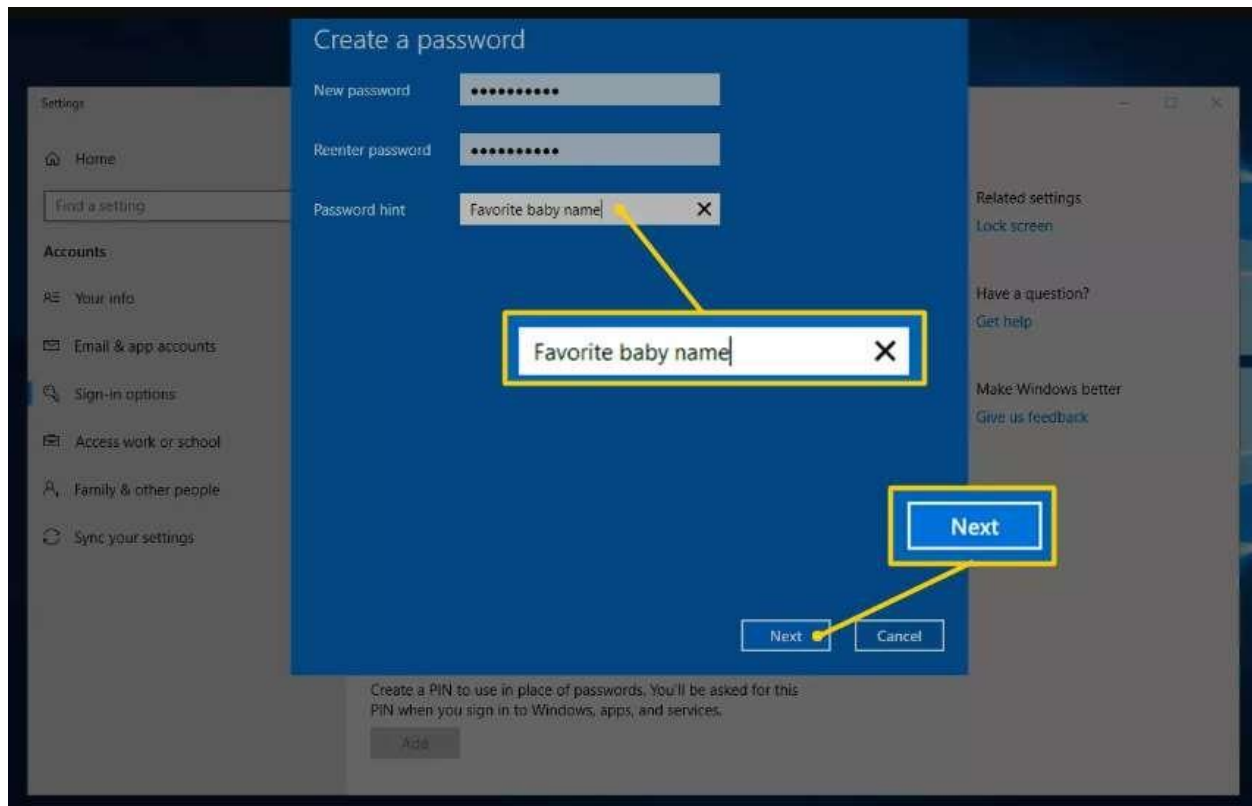 Create a password
New password ••••••••••
Reenter password ••••••••••
Password hint Favorite baby name
Favorite baby name
Next
Next Cancel
Settings
Home
Find a setting
Accounts
Your info
Email & app accounts
Sign-in options
Access work or school
Family & other people
Sync your settings
Create a PIN to use in place of passwords. You'll be asked for this
PIN when you sign in to Windows, apps, and services.
Add
Related settings
Lock screen
Have a question?
Get help
Make Windows better
Give us feedback